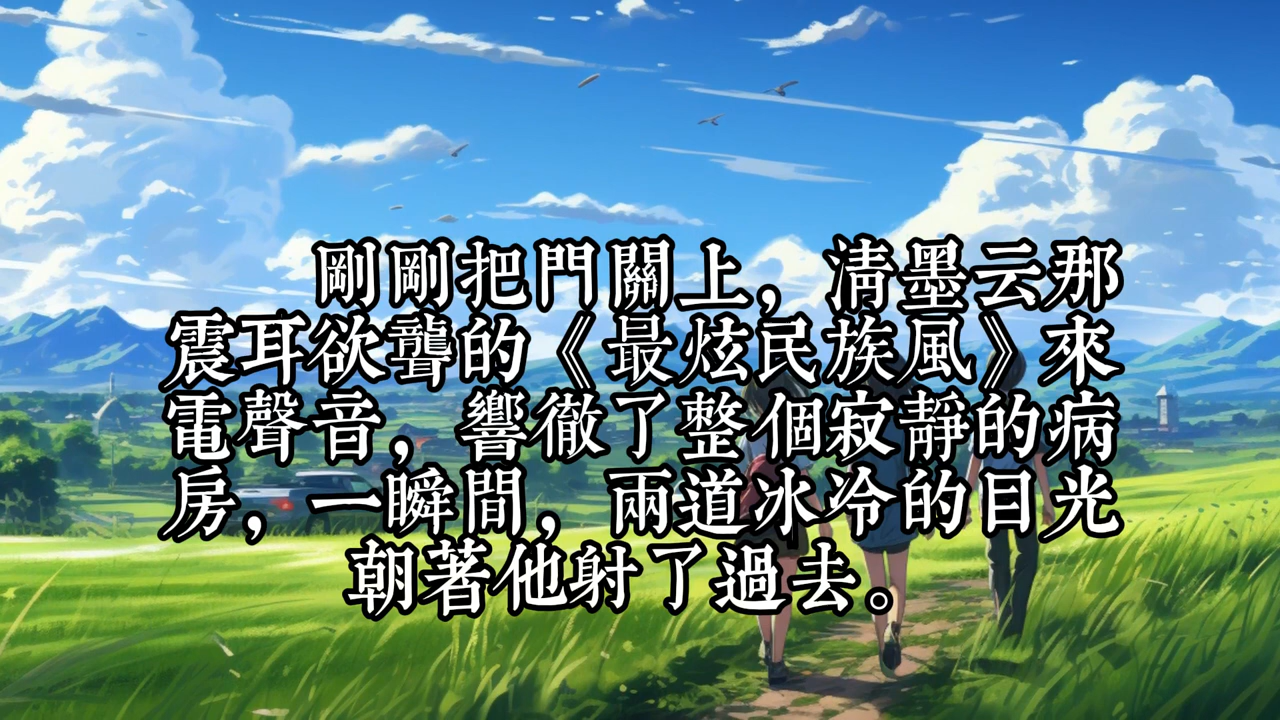 剛剛把門關上，淸墨云那
震耳欲聾的《最炫民族風》來
電聲音，響徹了整個寂靜的病
房，一瞬間，兩道冰冷的目光
朝著他射了過去。